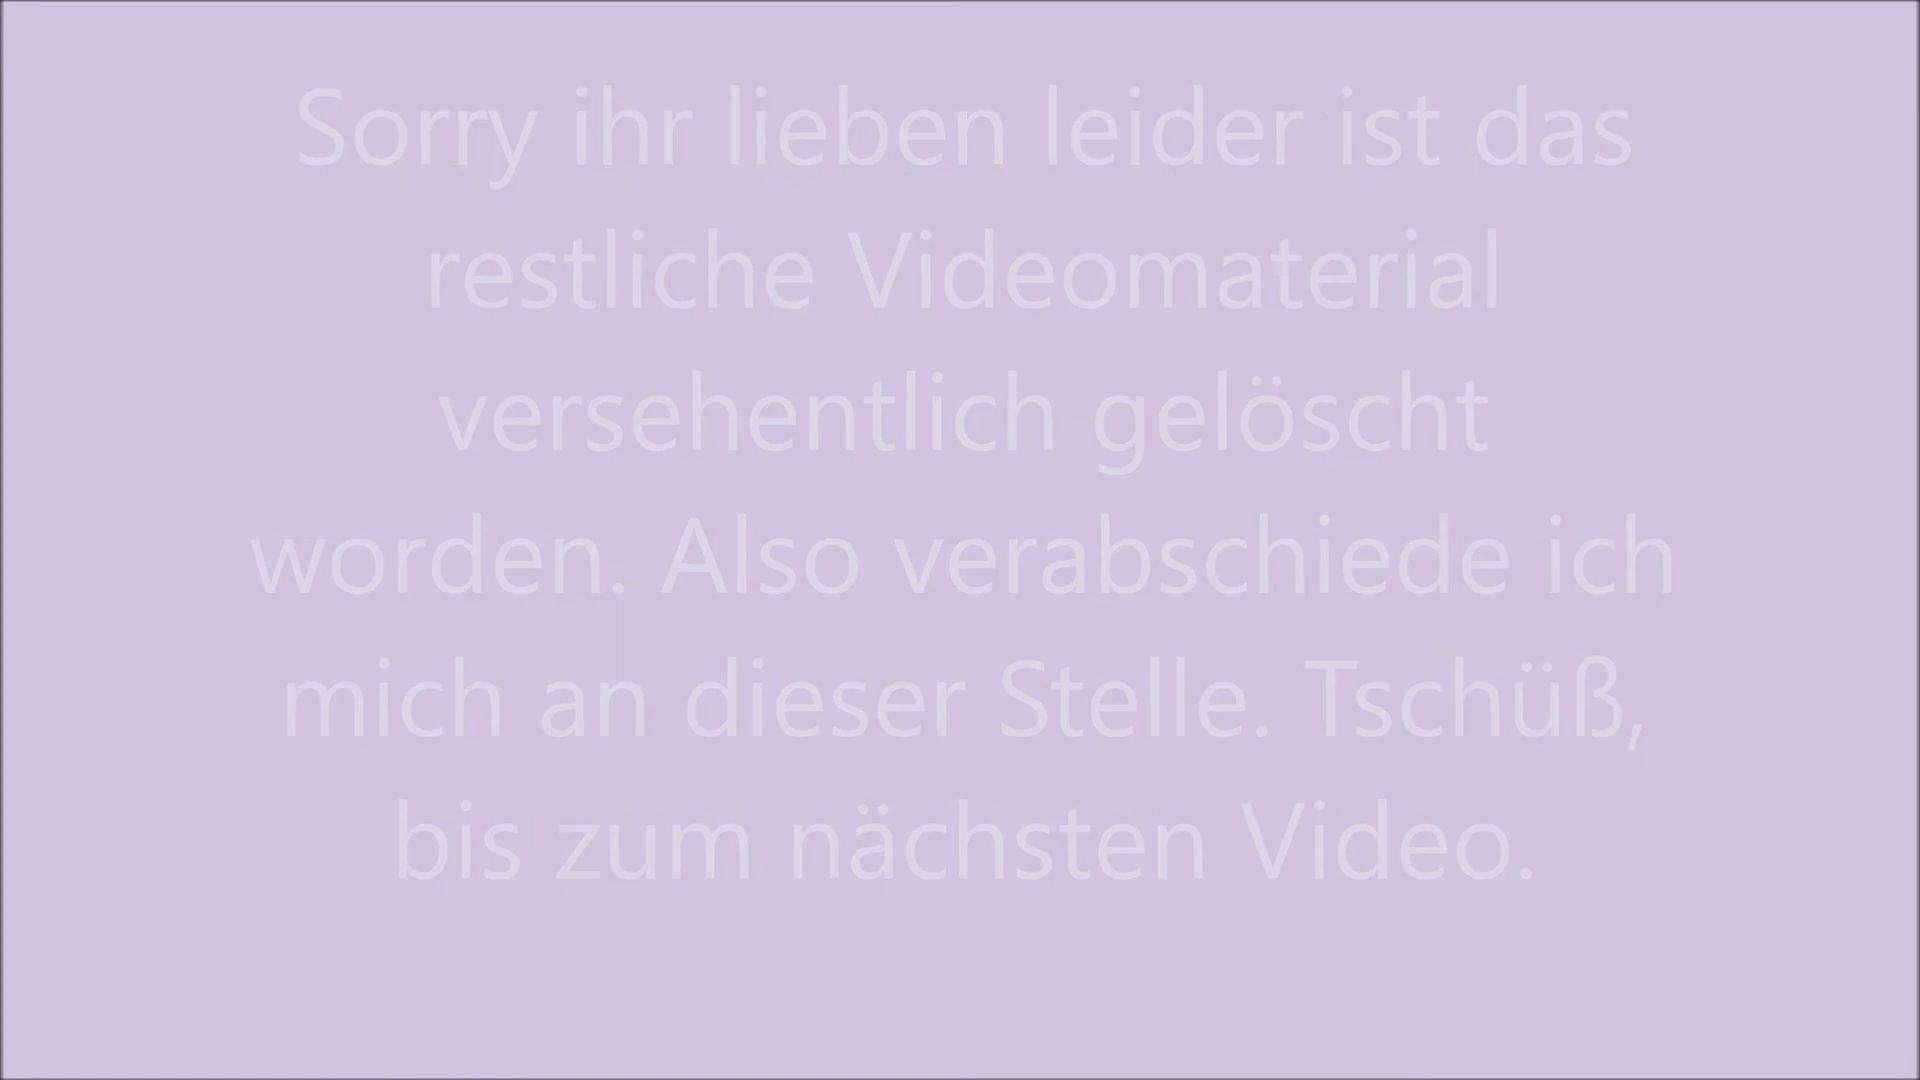 Sorry ihr lieben leider ist das
restliche Videomaterial
versehentlich gelöscht
worden. Also verabschiede ich
mich an dieser Stelle. Tschüß,
bis zum nächsten Video.